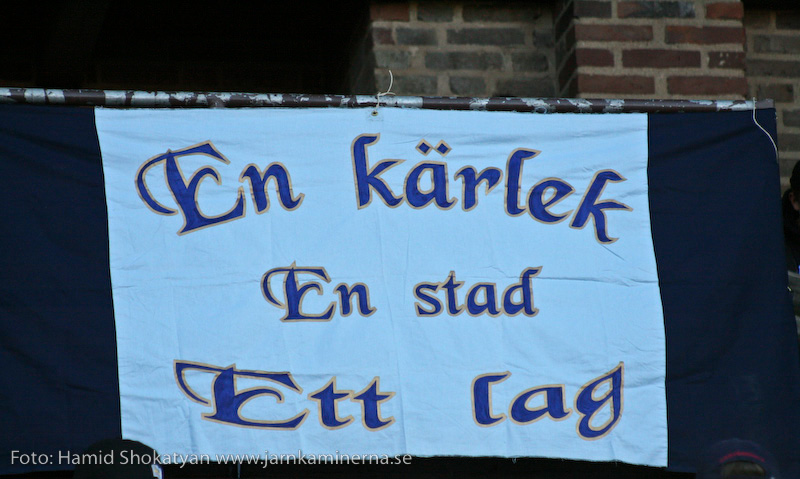 En kärlek
En stad
Ett lag
Foto: Hamid Shokatyan www.jarnkaminerna.se